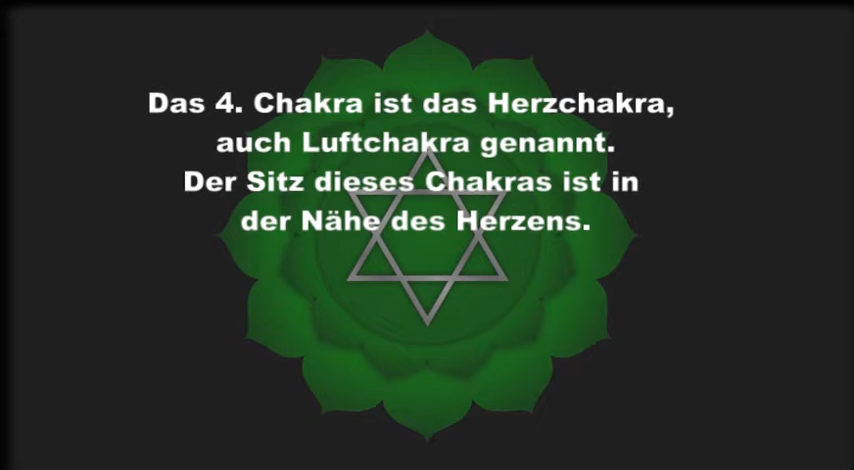 Das 4. Chakra ist das Herzchakra,
auch Luftchakra genannt.
Der Sitz dieses Chakras ist in
der Nähe des Herzens.